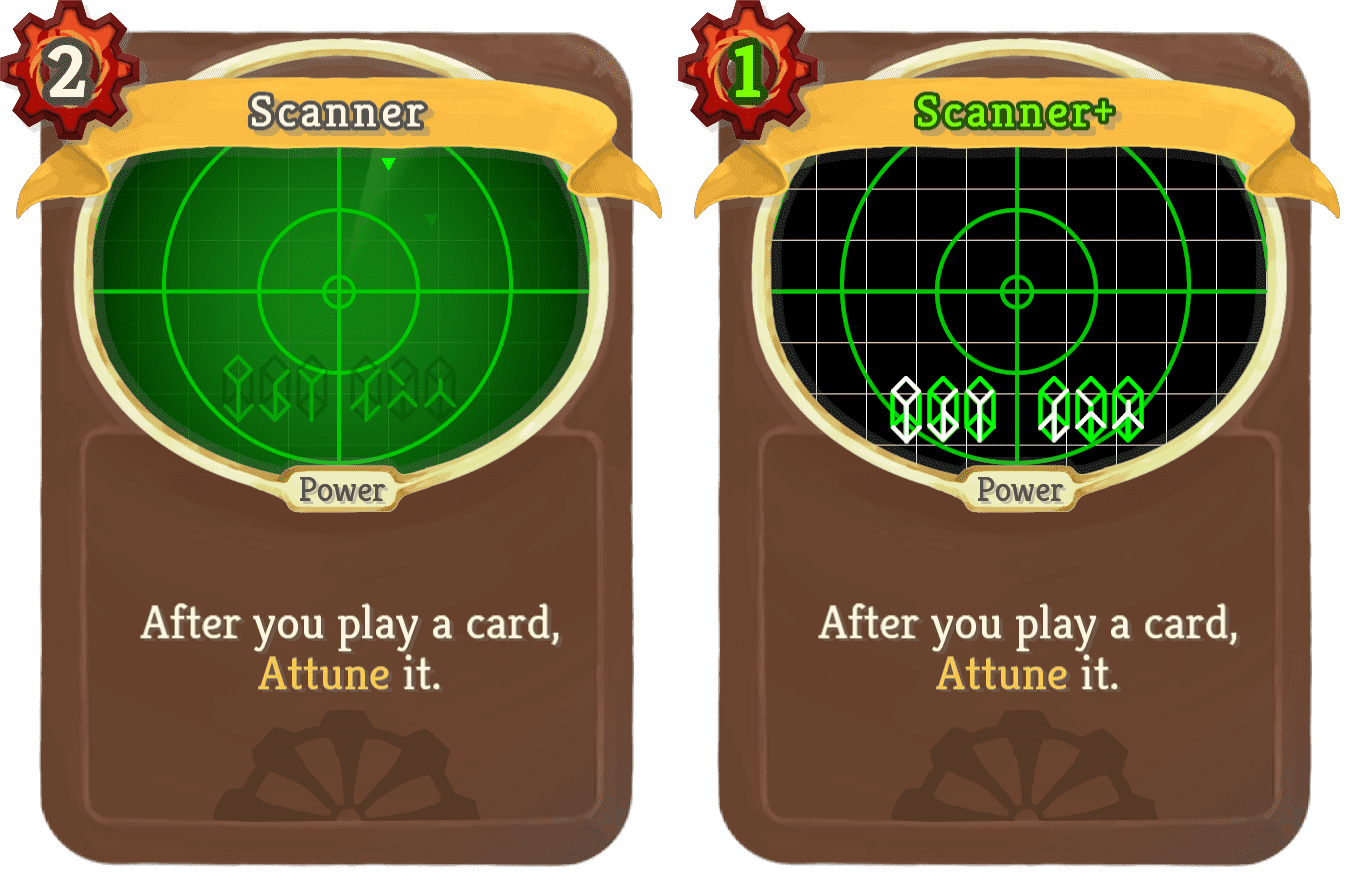 2
Scanner
Power
After you play a card,
Attune it.
1
Scanner+
Power
After you play a card,
Attune it.